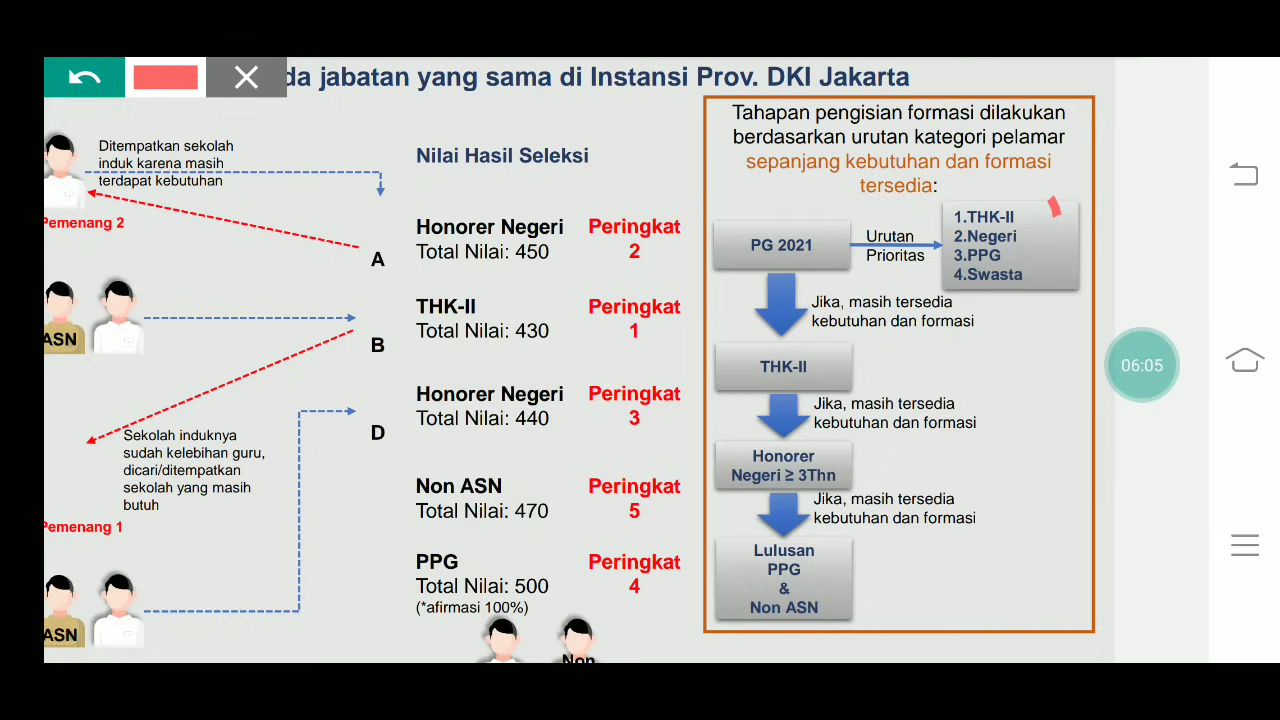 da jabatan yang sama di Instansi Prov. DKI Jakarta
Ditempatkan sekolah
induk karena masih
terdapat kebutuhan
Pemenang 2
ASN
Sekolah induknya
sudah kelebihan guru,
dicari/ditempatkan
sekolah yang masih
butuh
Pemenang 1
ASN
Nilai Hasil Seleksi
A
Honorer Negeri
Total Nilai: 450
Peringkat
2
B
THK-II
Total Nilai: 430
Peringkat
1
D
Honorer Negeri
Total Nilai: 440
Peringkat
3
Non ASN
Total Nilai: 470
Peringkat
5
PPG
Total Nilai: 500
(*afirmasi 100%)
Peringkat
4
Non
Tahapan pengisian formasi dilakukan
berdasarkan urutan kategori pelamar
sepanjang kebutuhan dan formasi
tersedia:
PG 2021
Urutan
Prioritas
1.THK-II
2.Negeri
3.PPG
4.Swasta
Jika, masih tersedia
kebutuhan dan formasi
THK-II
Jika, masih tersedia
kebutuhan dan formasi
Honorer
Negeri ≥ 3Thn
Jika, masih tersedia
kebutuhan dan formasi
Lulusan
PPG
&
Non ASN
06:05